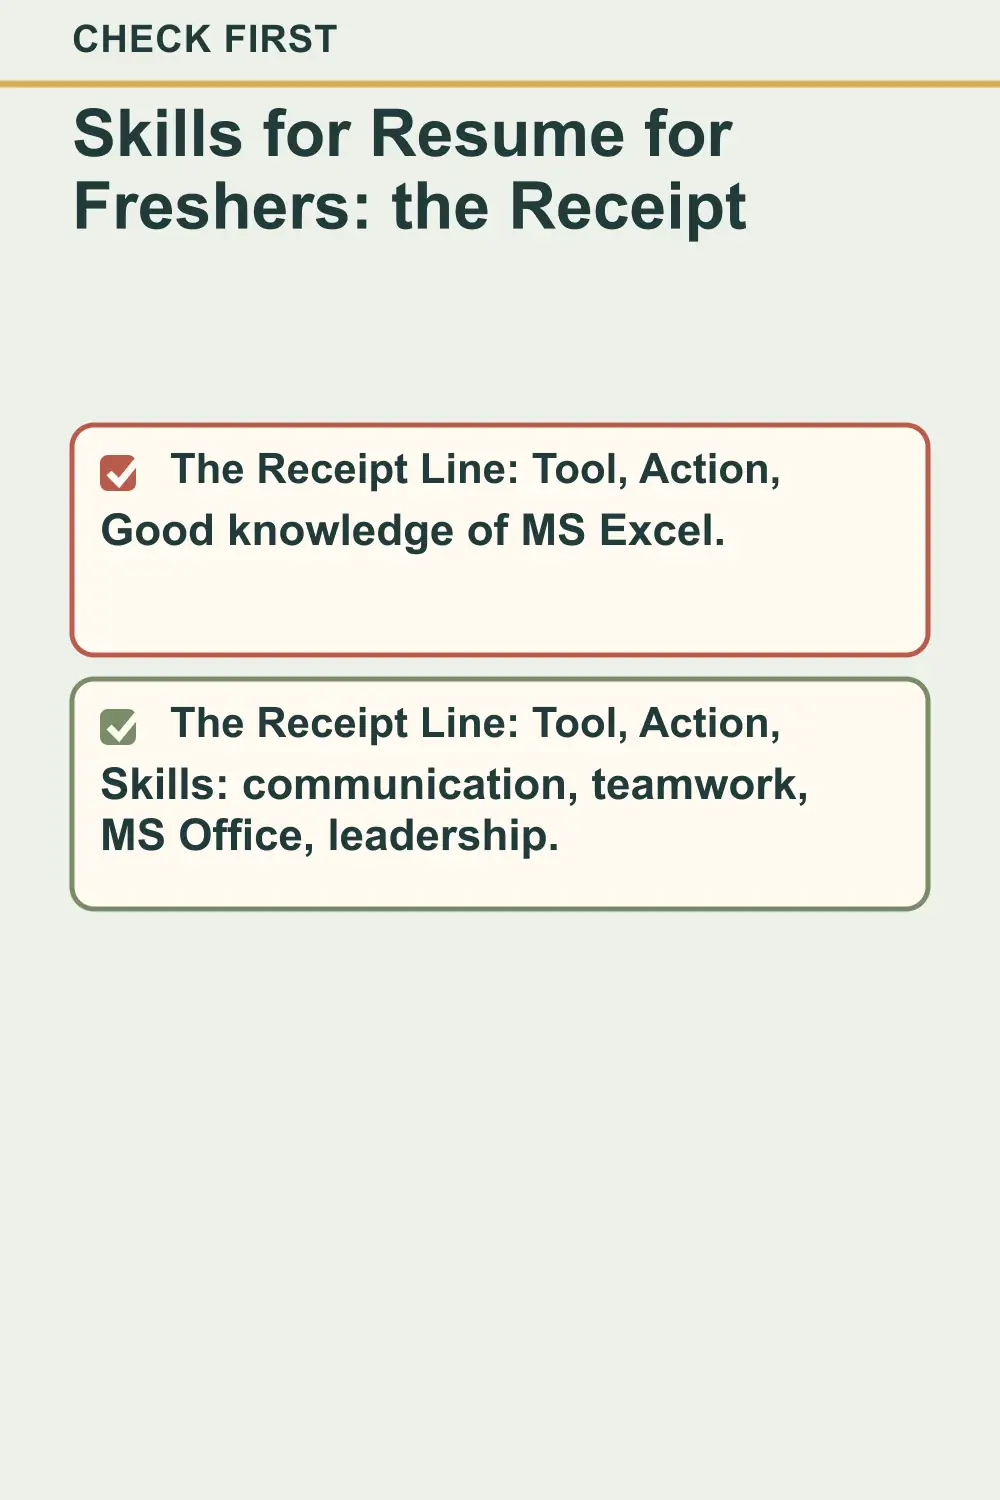 CHECK FIRST
Skills for Resume for
Freshers: the Receipt
The Receipt Line: Tool, Action,
Good knowledge of MS Excel.
The Receipt Line: Tool, Action,
Skills: communication, teamwork,
MS Office, leadership.